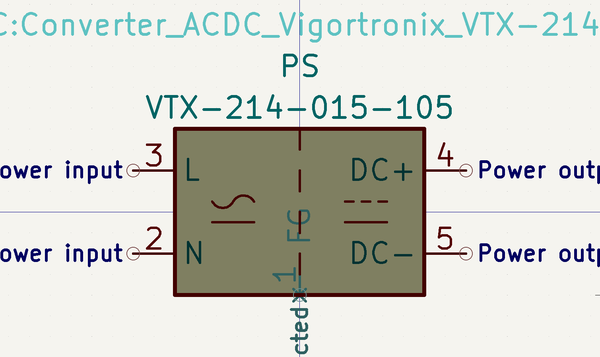 :Converter_ACDC_Vigortronix_VTX-214
PS
VTX-214-015-105
3 L DC+ 4
ower input Power outp
FG
2 N DC- 5
ower input Power outp
1
cted